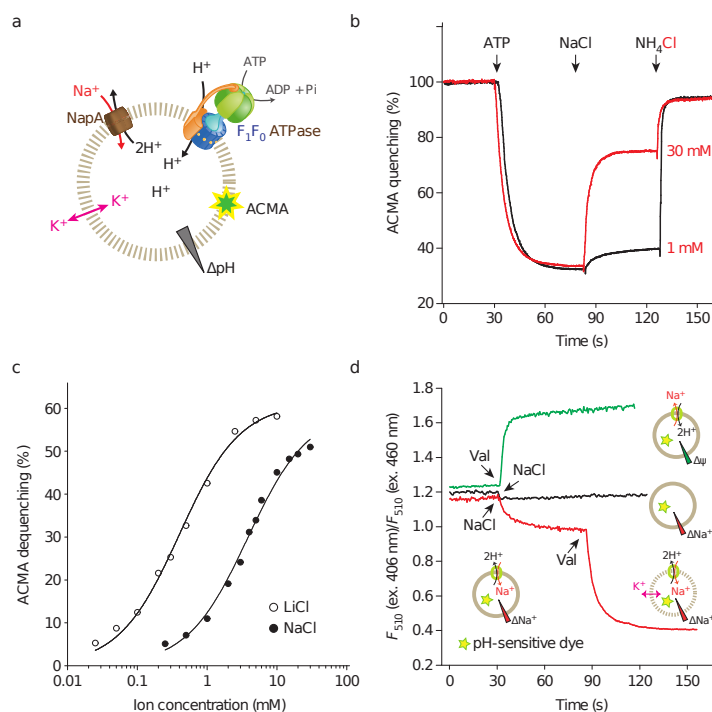 a
Na⁺
NapA
2H⁺
H⁺
ATP
ADP +Pi
F₁F₀ ATPase
H⁺
H⁺
K⁺
K⁺
ACMA
ΔpH
b
ATP
NaCl
NH₄Cl
ACMA quenching (%)
100
80
60
40
20
30 mM
1 mM
0
30
60
90
120
150
Time (s)
c
ACMA dequenching (%)
70
60
50
40
30
20
10
0
LiCl
NaCl
0.01
0.1
1
10
100
Ion concentration (mM)
d
F₅₁₀ (ex. 406 nm)/F₅₁₀ (ex. 460 nm)
1.8
1.6
1.4
1.2
1.0
0.8
0.6
0.4
Val
NaCl
NaCl
Val
Na⁺
2H⁺
Δψ
ΔNa⁺
2H⁺
Na⁺
ΔNa⁺
2H⁺
K⁺
Na⁺
ΔNa⁺
pH-sensitive dye
0
30
60
90
120
150
Time (s)